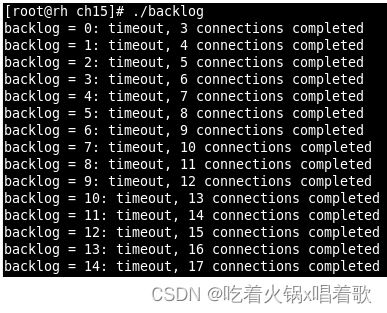 [root@rh ch15]# ./backlog
backlog = 0: timeout, 3 connections completed
backlog = 1: timeout, 4 connections completed
backlog = 2: timeout, 5 connections completed
backlog = 3: timeout, 6 connections completed
backlog = 4: timeout, 7 connections completed
backlog = 5: timeout, 8 connections completed
backlog = 6: timeout, 9 connections completed
backlog = 7: timeout, 10 connections completed
backlog = 8: timeout, 11 connections completed
backlog = 9: timeout, 12 connections completed
backlog = 10: timeout, 13 connections completed
backlog = 11: timeout, 14 connections completed
backlog = 12: timeout, 15 connections completed
backlog = 13: timeout, 16 connections completed
backlog = 14: timeout, 17 connections completed
CSDN @吃着火锅x唱着歌